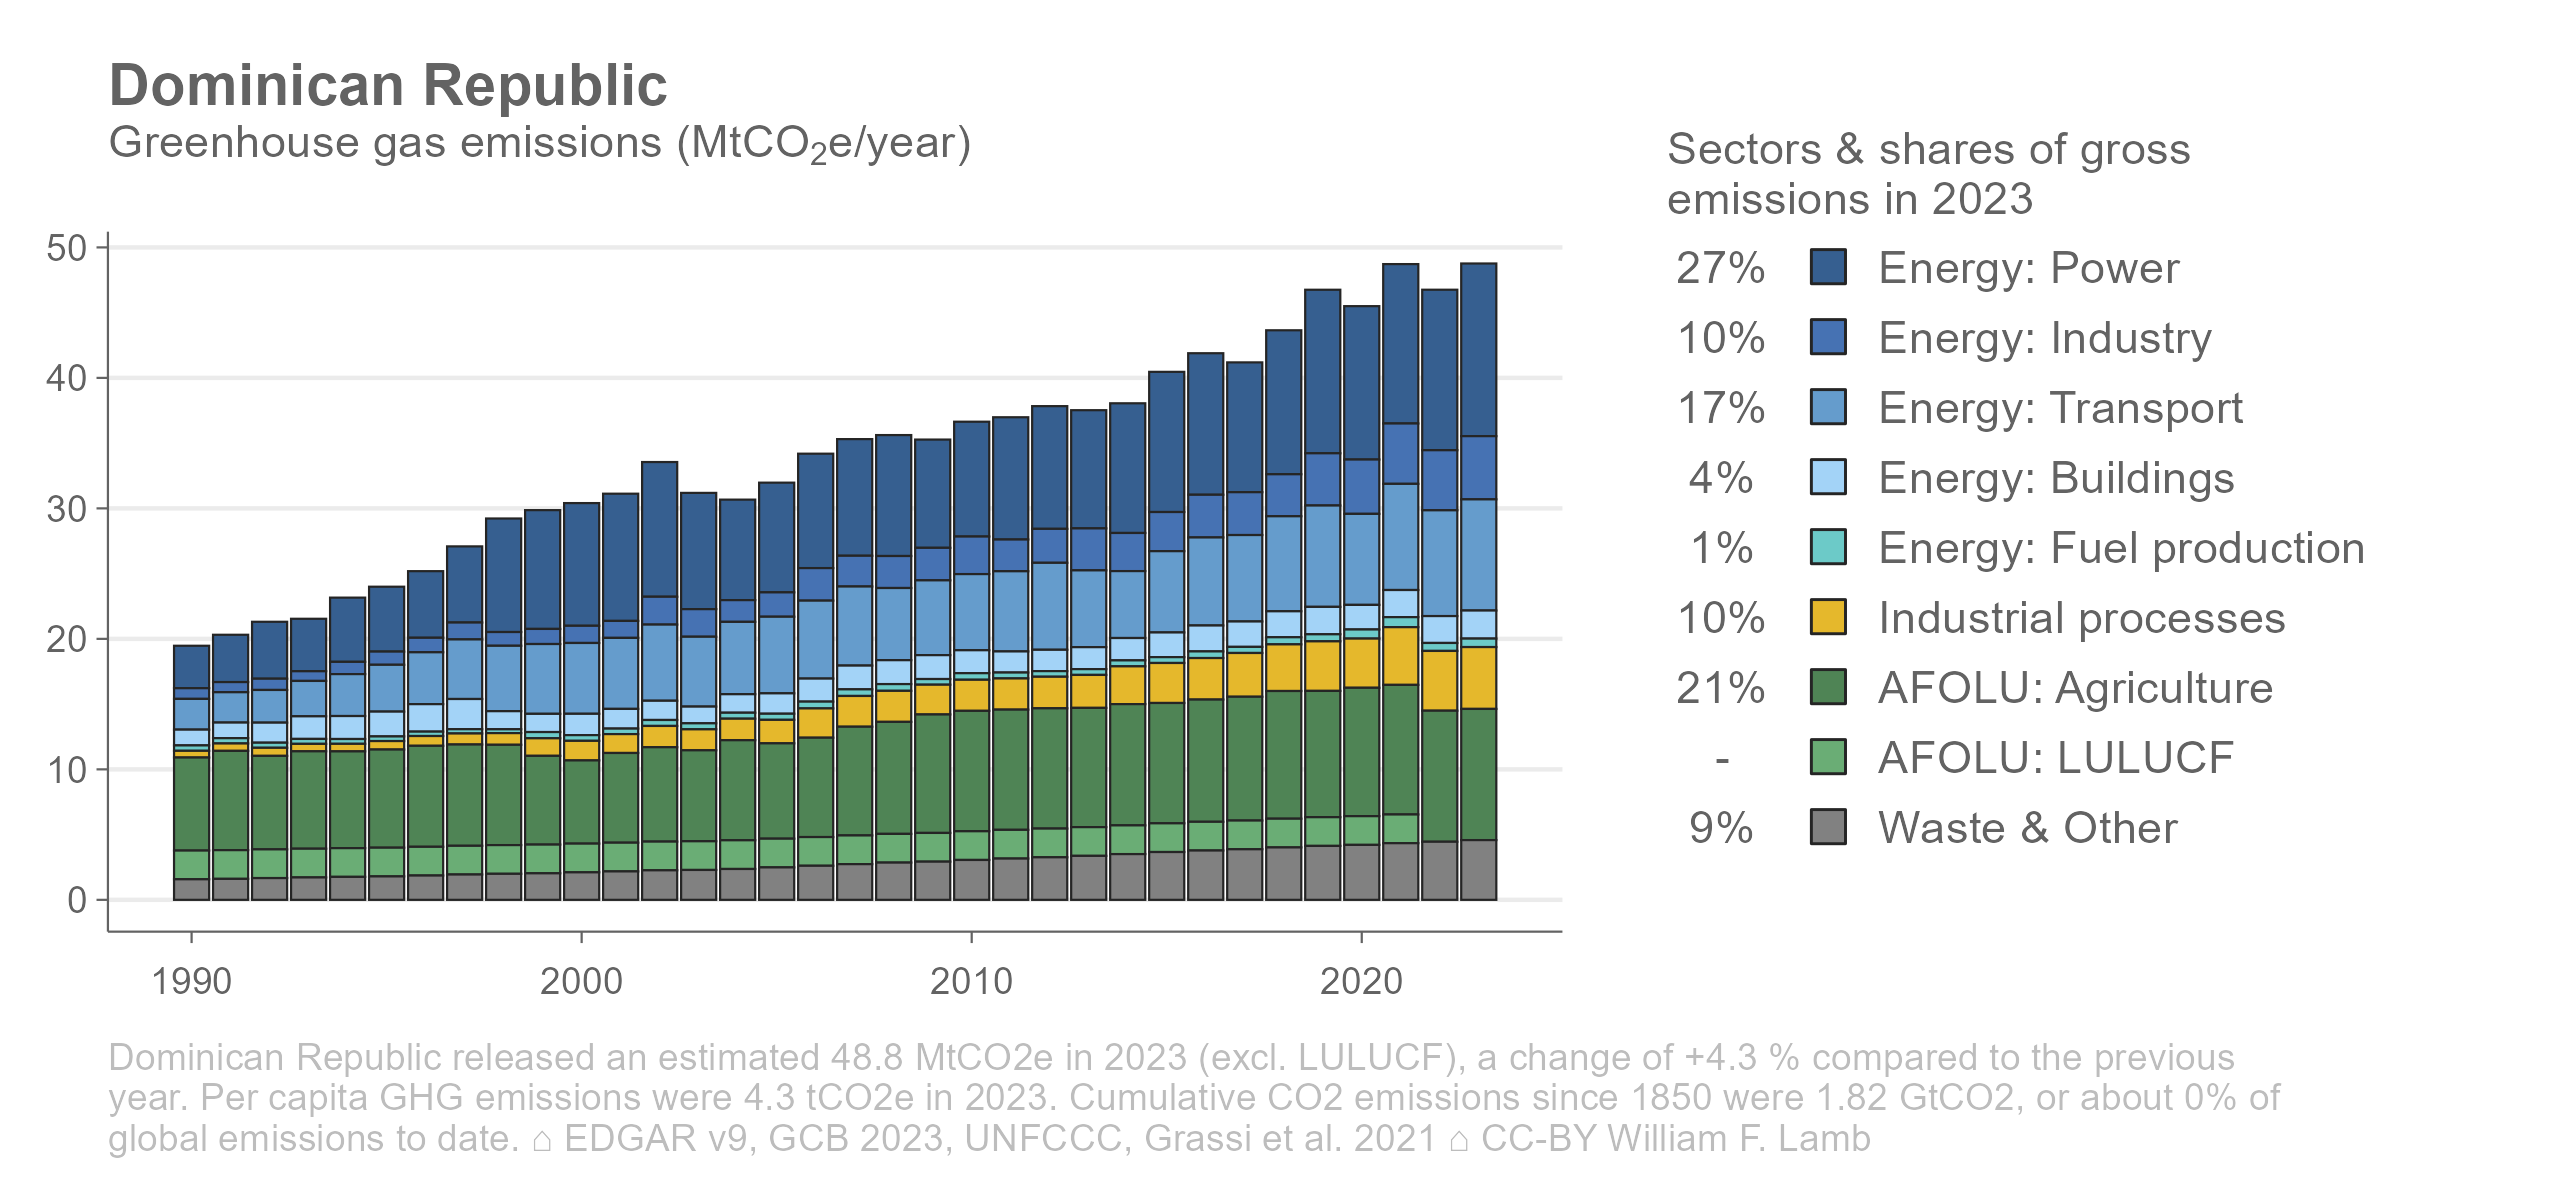 Dominican Republic
Greenhouse gas emissions (MtCO₂e/year)
Sectors & shares of gross
emissions in 2023
50
40
30
20
10
0
1990 2000 2010 2020
27% Energy: Power
10% Energy: Industry
17% Energy: Transport
4% Energy: Buildings
1% Energy: Fuel production
10% Industrial processes
21% AFOLU: Agriculture
- AFOLU: LULUCF
9% Waste & Other
Dominican Republic released an estimated 48.8 MtCO2e in 2023 (excl. LULUCF), a change of +4.3 % compared to the previous
year. Per capita GHG emissions were 4.3 tCO2e in 2023. Cumulative CO2 emissions since 1850 were 1.82 GtCO2, or about 0% of
global emissions to date. ⌂ EDGAR v9, GCB 2023, UNFCCC, Grassi et al. 2021 ⌂ CC-BY William F. Lamb